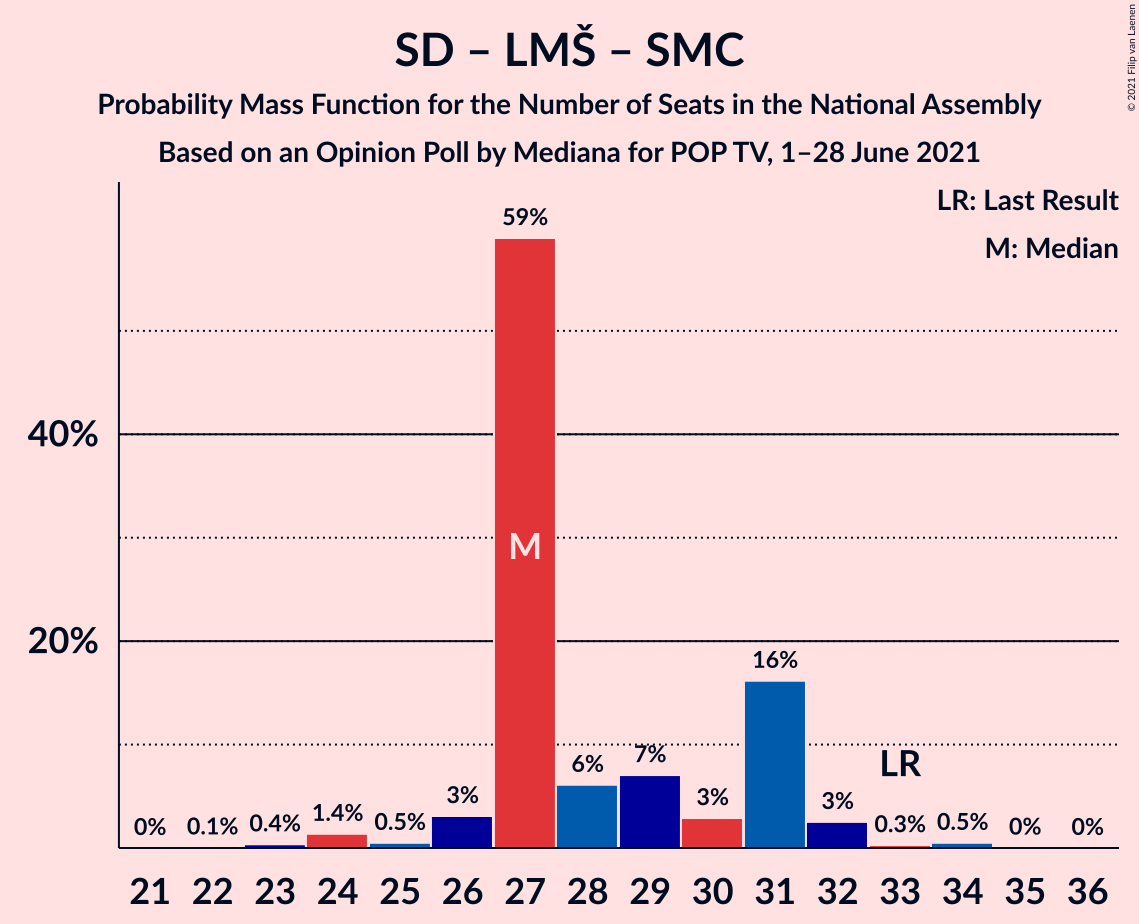 SD – LMŠ – SMC
Probability Mass Function for the Number of Seats in the National Assembly
Based on an Opinion Poll by Mediana for POP TV, 1–28 June 2021
© 2021 Filip van Laenen
LR: Last Result
M: Median
59%
40%
M
20%
16%
LR
7%
6%
3%
3%
3%
1.4%
0%
0.1%
0.4%
0.5%
0.3%
0.5%
0%
0%
21 22 23 24 25 26 27 28 29 30 31 32 33 34 35 36